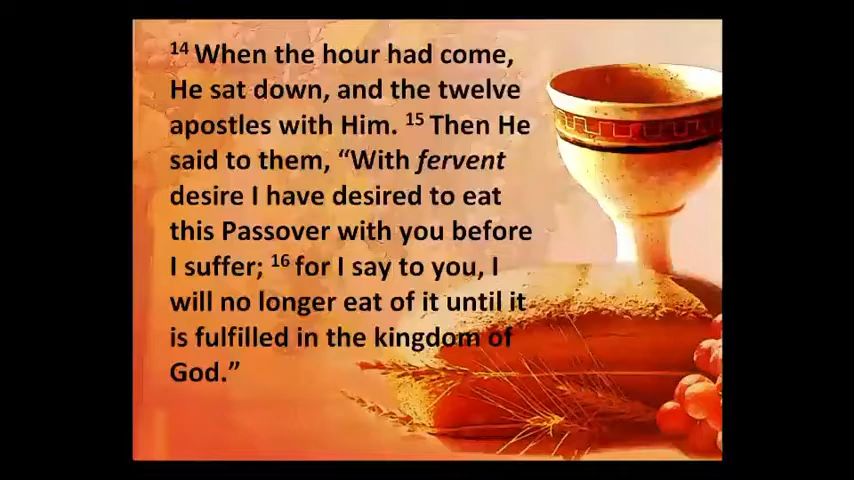 14 When the hour had come,
He sat down, and the twelve
apostles with Him. 15 Then He
said to them, “With fervent
desire I have desired to eat
this Passover with you before
I suffer; 16 for I say to you, I
will no longer eat of it until it
is fulfilled in the kingdom of
God.”